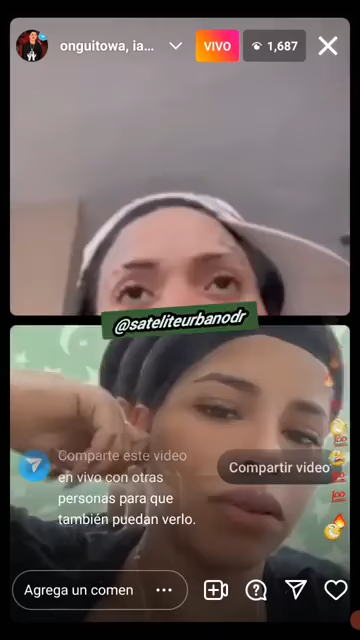 onguitowa, ia...
VIVO
1,687
@sateliteurbanodr
Comparte este video
en vivo con otras
personas para que
también puedan verlo.
Compartir video
Agrega un comen